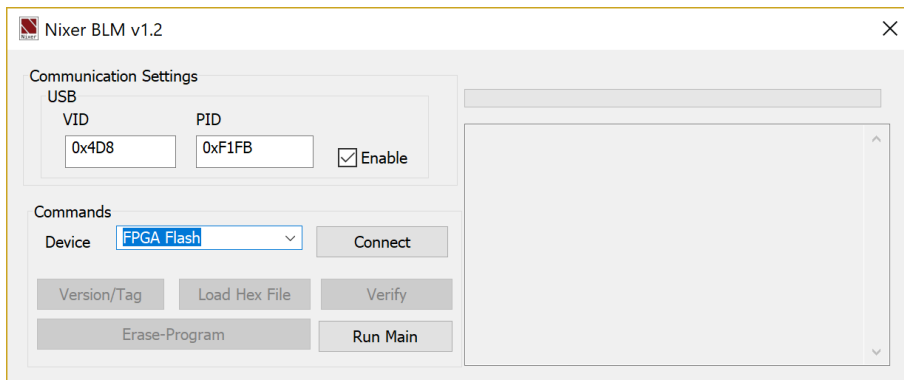 Nixer BLM v1.2
Nixer
Communication Settings
USB
VID PID
0x4D8 0xF1FB Enable
Commands
Device FPGA Flash Connect
Version/Tag Load Hex File Verify
Erase-Program Run Main